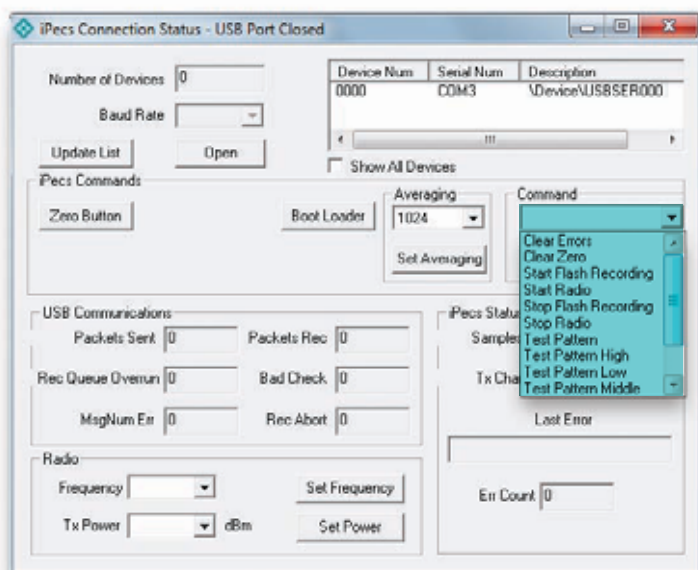 iPecs Connection Status - USB Port Closed
Number of Devices 0
Baud Rate
Update List Open
Device Num Serial Num Description
0000 COM3 \Device\USBSER000
Show All Devices
iPecs Commands
Zero Button Boot Loader
Averaging
1024
Set Averaging
Command
Clear Errors
Clear Zero
Start Flash Recording
Start Radio
Stop Flash Recording
Stop Radio
Test Pattern
Test Pattern High
Test Pattern Low
Test Pattern Middle
USB Communications
Packets Sent 0 Packets Rec 0
Rec Queue Overrun 0 Bad Check 0
MsgNum Err 0 Rec Abort 0
iPecs Statu
Sample
Tx Cha
Last Error
Err Count 0
Radio
Frequency Set Frequency
Tx Power dBm Set Power